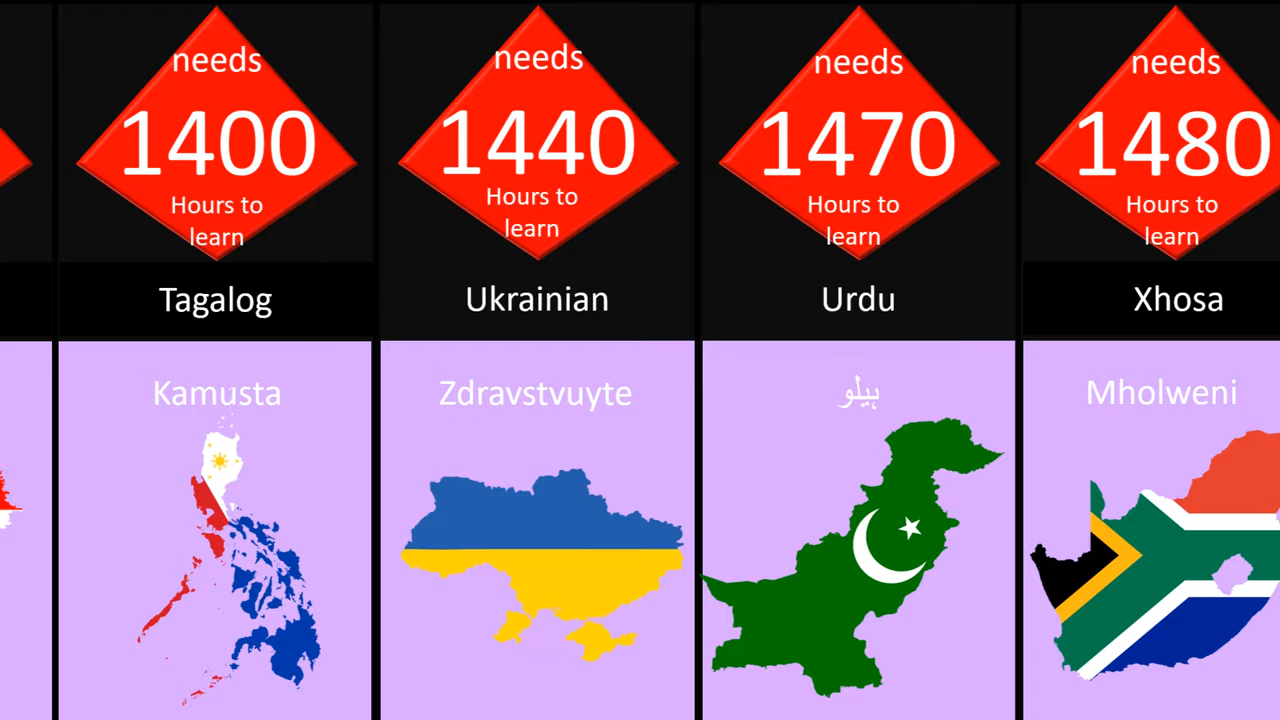 needs
1400
Hours to
learn
Tagalog
Kamusta
needs
1440
Hours to
learn
Ukrainian
Zdravstvuyte
needs
1470
Hours to
learn
Urdu
ہیلو
needs
1480
Hours to
learn
Xhosa
Mholweni